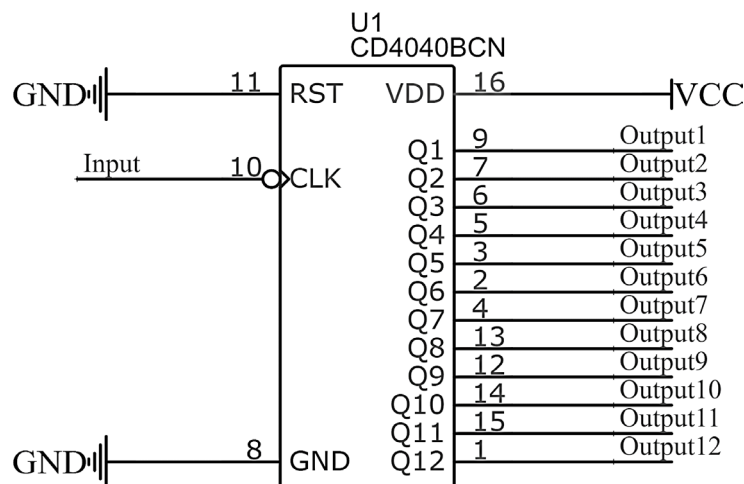 U1
CD4040BCN
GND 11 RST VDD 16 VCC
Q1 9 Output1
Input 10 CLK Q2 7 Output2
Q3 6 Output3
Q4 5 Output4
Q5 3 Output5
Q6 2 Output6
Q7 4 Output7
Q8 13 Output8
Q9 12 Output9
Q10 14 Output10
Q11 15 Output11
GND 8 GND Q12 1 Output12